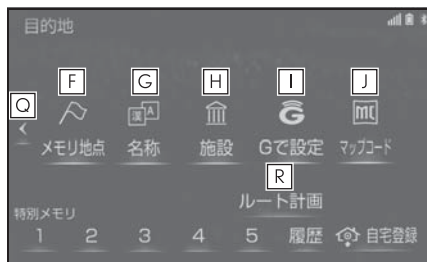 目的地
F G H I J
Q
漢 A G MC
メモリ地点 名称 施設 Gで設定 マップコード
R
ルート計画
特別メモリ
1 2 3 4 5 履歴 自宅登録